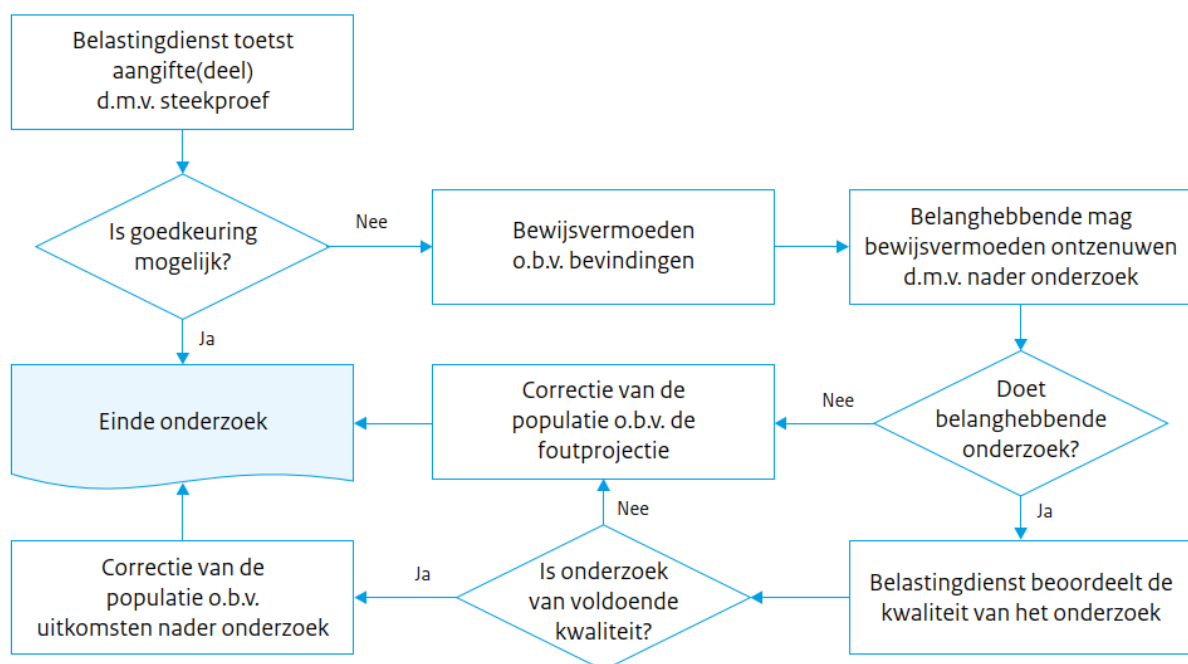 Belastingdienst toetst
aangifte(deel)
d.m.v. steekproef
Is goedkeuring
mogelijk?
Nee
Bewijsvermoeden
o.b.v. bevindingen
Belanghebbende mag
bewijsvermoeden ontzenuwen
d.m.v. nader onderzoek
Ja
Einde onderzoek
Correctie van de
populatie o.b.v. de
foutprojectie
Nee
Doet
belanghebbende
onderzoek?
Nee
Ja
Correctie van de
populatie o.b.v.
uitkomsten nader onderzoek
Ja
Is onderzoek
van voldoende
kwaliteit?
Belastingdienst beoordeelt de
kwaliteit van het onderzoek